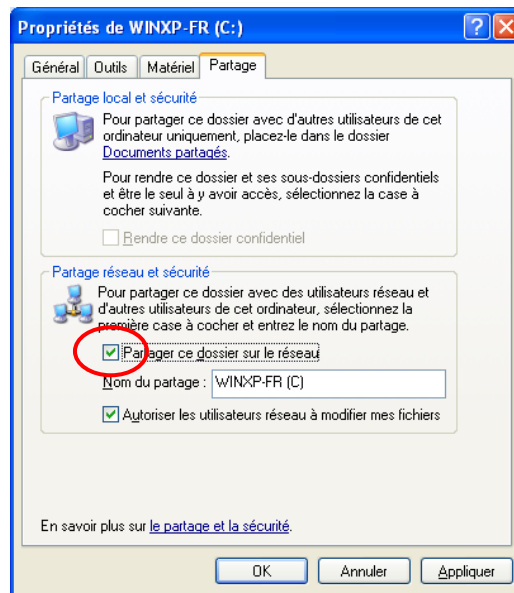 Propriétés de WINXP-FR (C:)
Général Outils Matériel Partage
Partage local et sécurité
Pour partager ce dossier avec d'autres utilisateurs de cet
ordinateur uniquement, placez-le dans le dossier
Documents partagés.
Pour rendre ce dossier et ses sous-dossiers confidentiels
et être le seul à y avoir accès, sélectionnez la case à
cocher suivante.
Rendre ce dossier confidentiel
Partage réseau et sécurité
Pour partager ce dossier avec des utilisateurs réseau et
d'autres utilisateurs de cet ordinateur, sélectionnez la
première case à cocher et entrez le nom du partage.
Partager ce dossier sur le réseau
Nom du partage : WINXP-FR (C)
Autoriser les utilisateurs réseau à modifier mes fichiers
En savoir plus sur le partage et la sécurité.
OK Annuler Appliquer